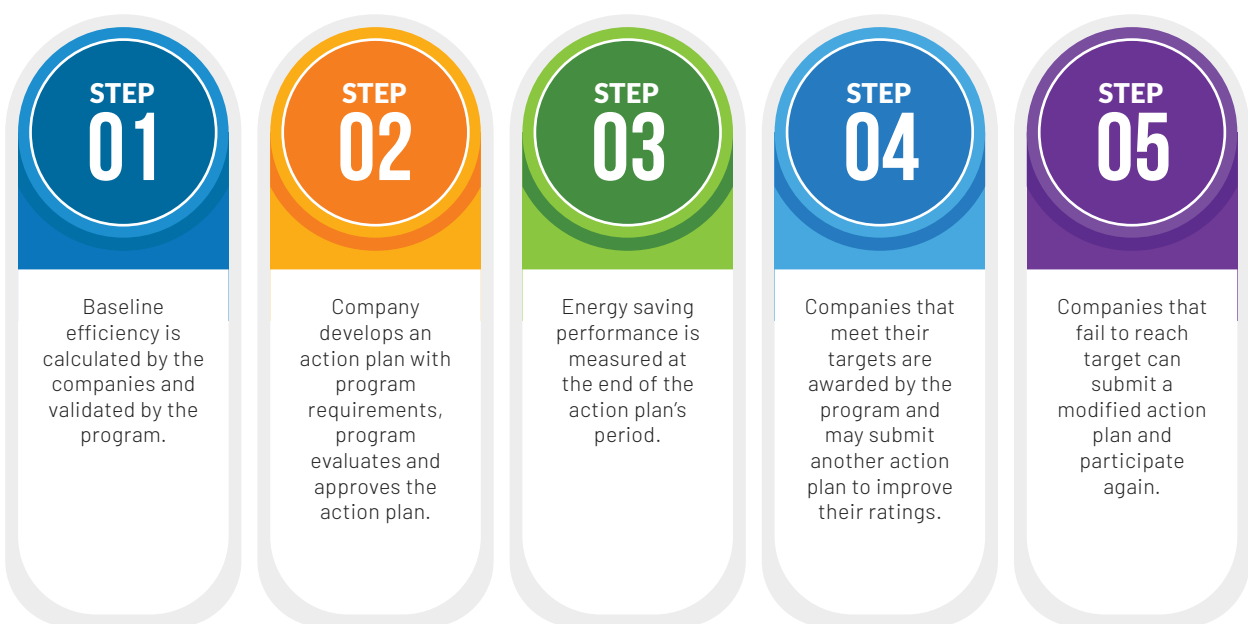 STEP
01
Baseline
efficiency is
calculated by the
companies and
validated by the
program.
STEP
02
Company
develops an
action plan with
program
requirements,
program
evaluates and
approves the
action plan.
STEP
03
Energy saving
performance is
measured at
the end of the
action plan’s
period.
STEP
04
Companies that
meet their
targets are
awarded by the
program and
may submit
another action
plan to improve
their ratings.
STEP
05
Companies that
fail to reach
target can
submit a
modified action
plan and
participate
again.